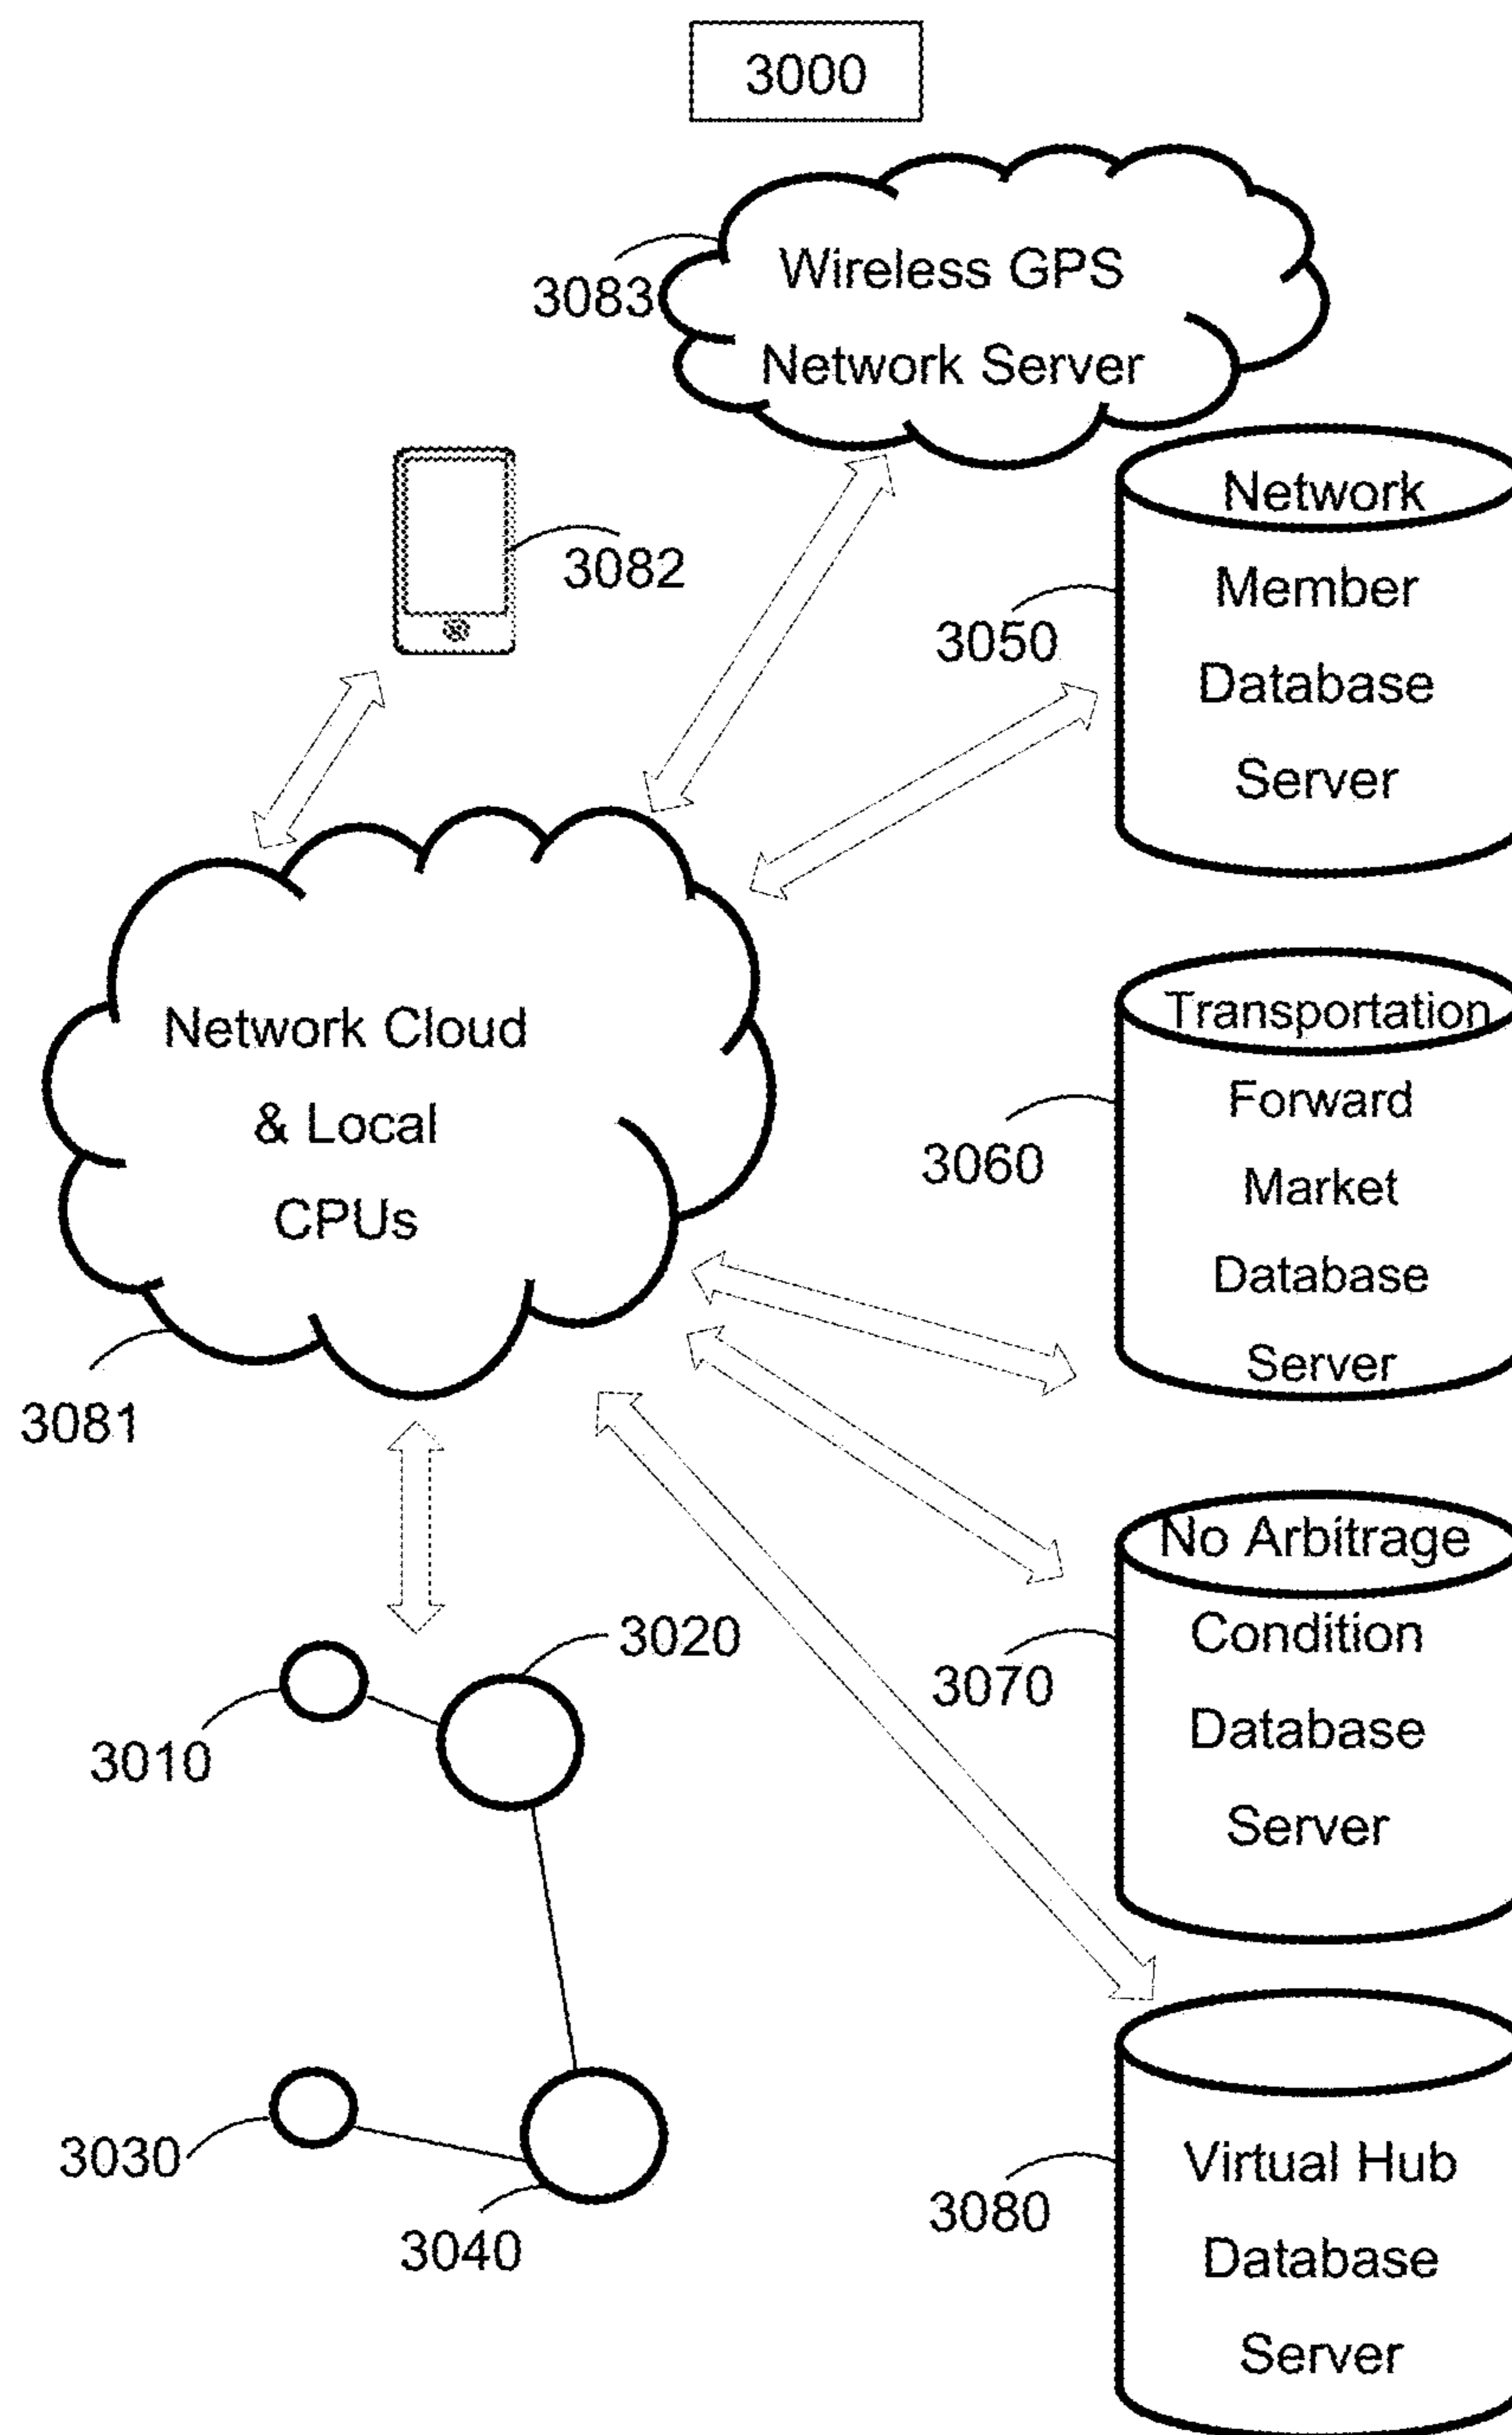 3000
Wireless GPS
Network Server
3083
3082
Network
Member
Database
Server
3050
Network Cloud
& Local
CPUs
3081
Transportation
Forward
Market
Database
Server
3060
No Arbitrage
Condition
Database
Server
3070
3020
3010
3030
3040
Virtual Hub
Database
Server
3080